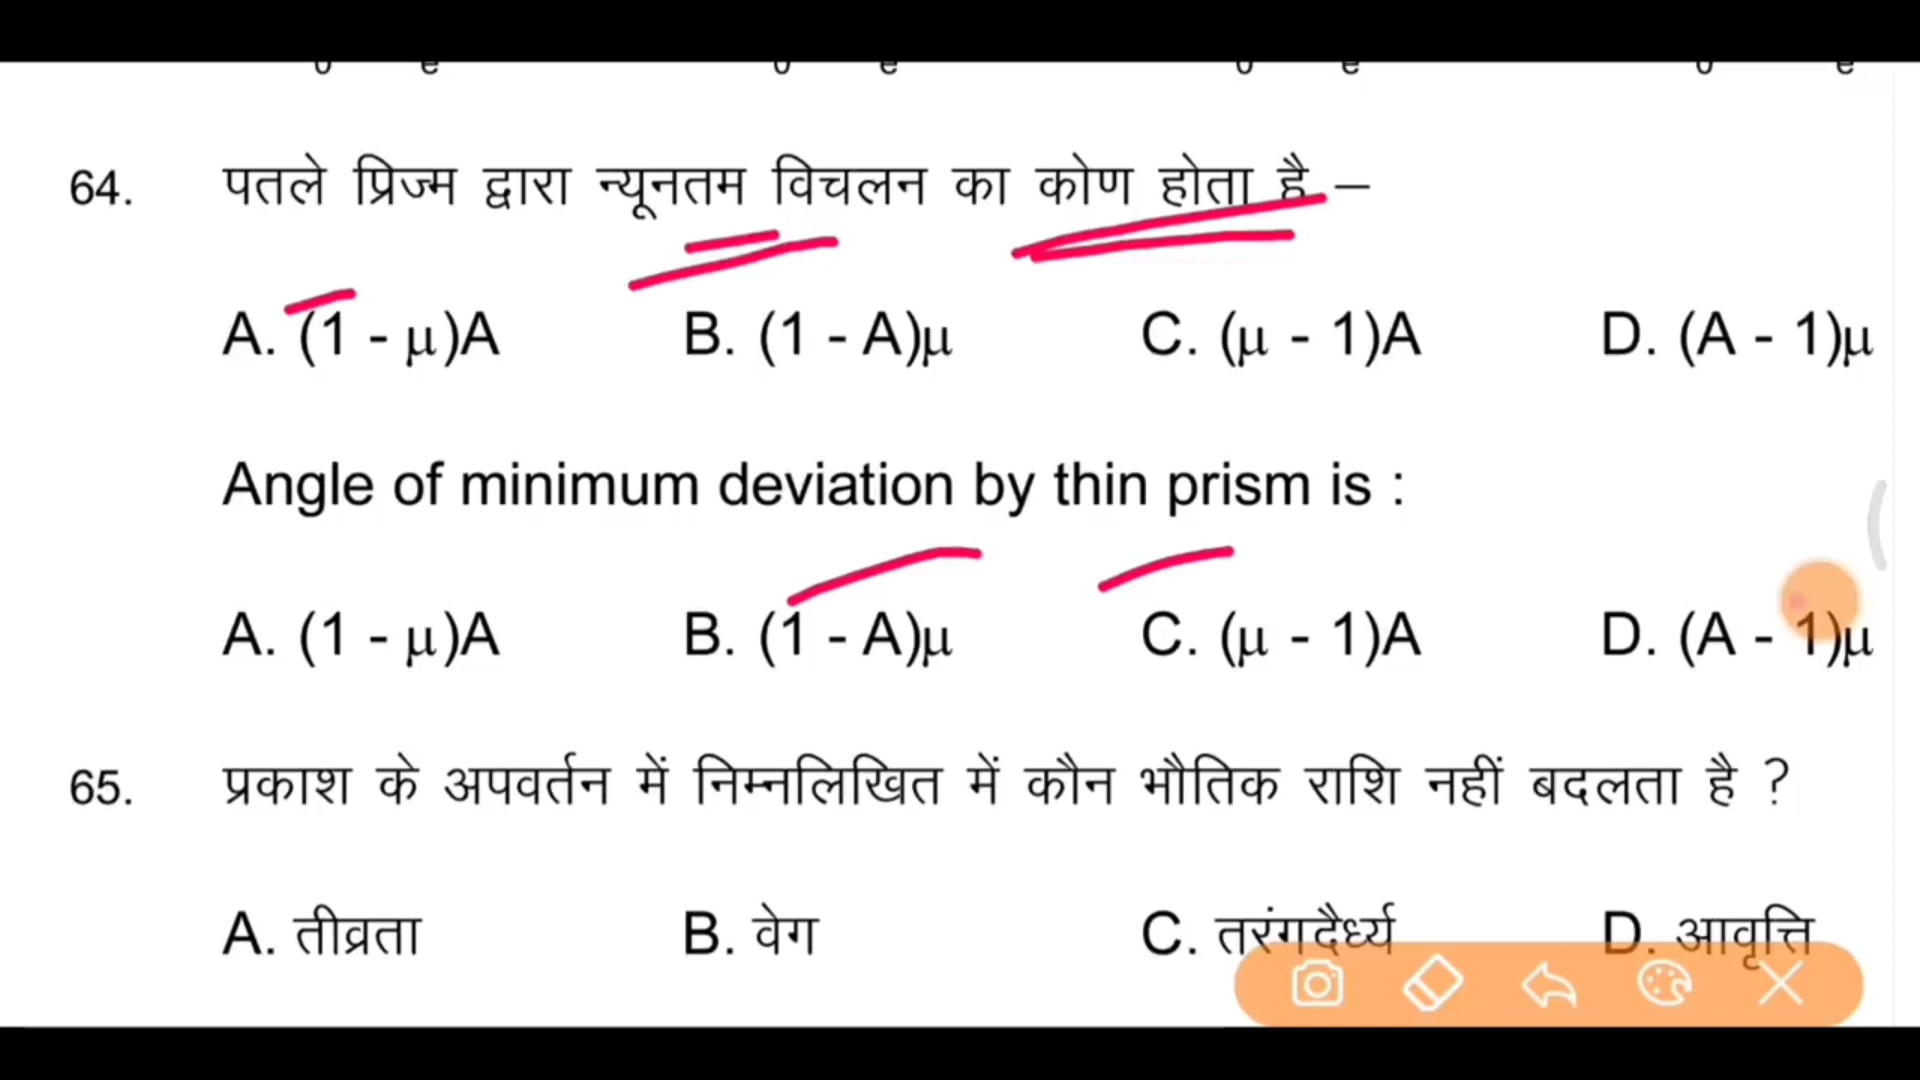 64. पतले प्रिज्म द्वारा न्यूनतम विचलन का कोण होता है –
A. (1 - μ)A B. (1 - A)μ C. (μ - 1)A D. (A - 1)μ
Angle of minimum deviation by thin prism is :
A. (1 - μ)A B. (1 - A)μ C. (μ - 1)A D. (A - 1)μ
65. प्रकाश के अपवर्तन में निम्नलिखित में कौन भौतिक राशि नहीं बदलता है ?
A. तीव्रता B. वेग C. तरंगदैर्ध्य D. आवृत्ति